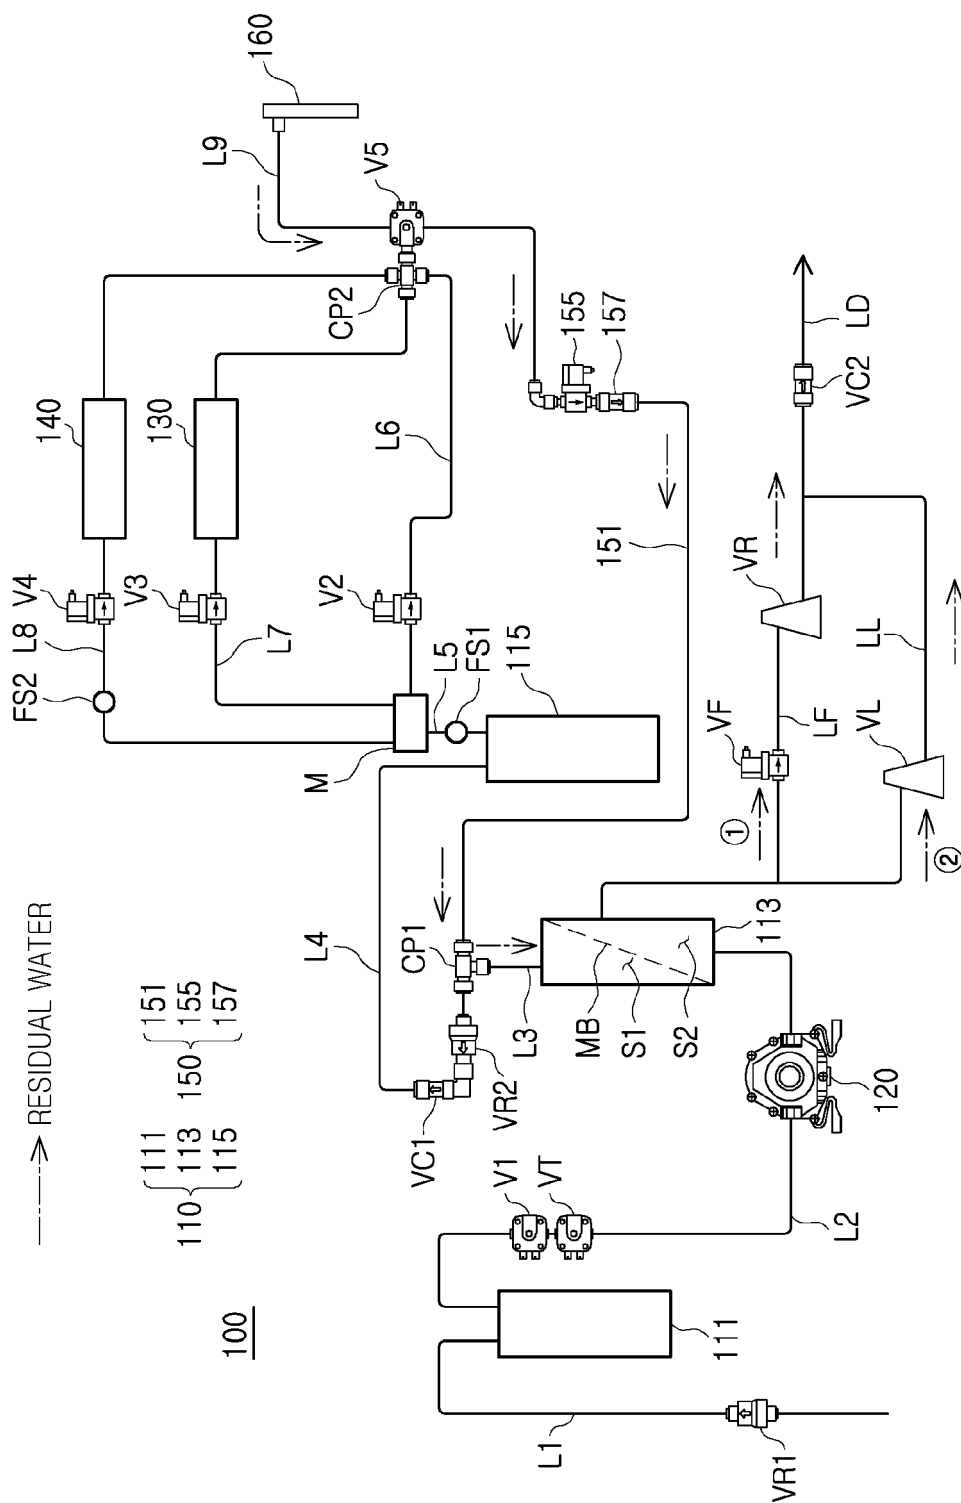 RESIDUAL WATER
FS2
L8
V4
140
100
110
111
113
115
150
151
155
157
V3
130
L7
160
L9
M
L4
V2
L6
CP2
V5
VC1
CP1
L5
FS1
115
VR2
L3
V1
VT
L1
MB
S1
S2
155
157
151
111
VR1
L2
120
113
①
VF
LF
VR
②
VL
LL
VC2
LD